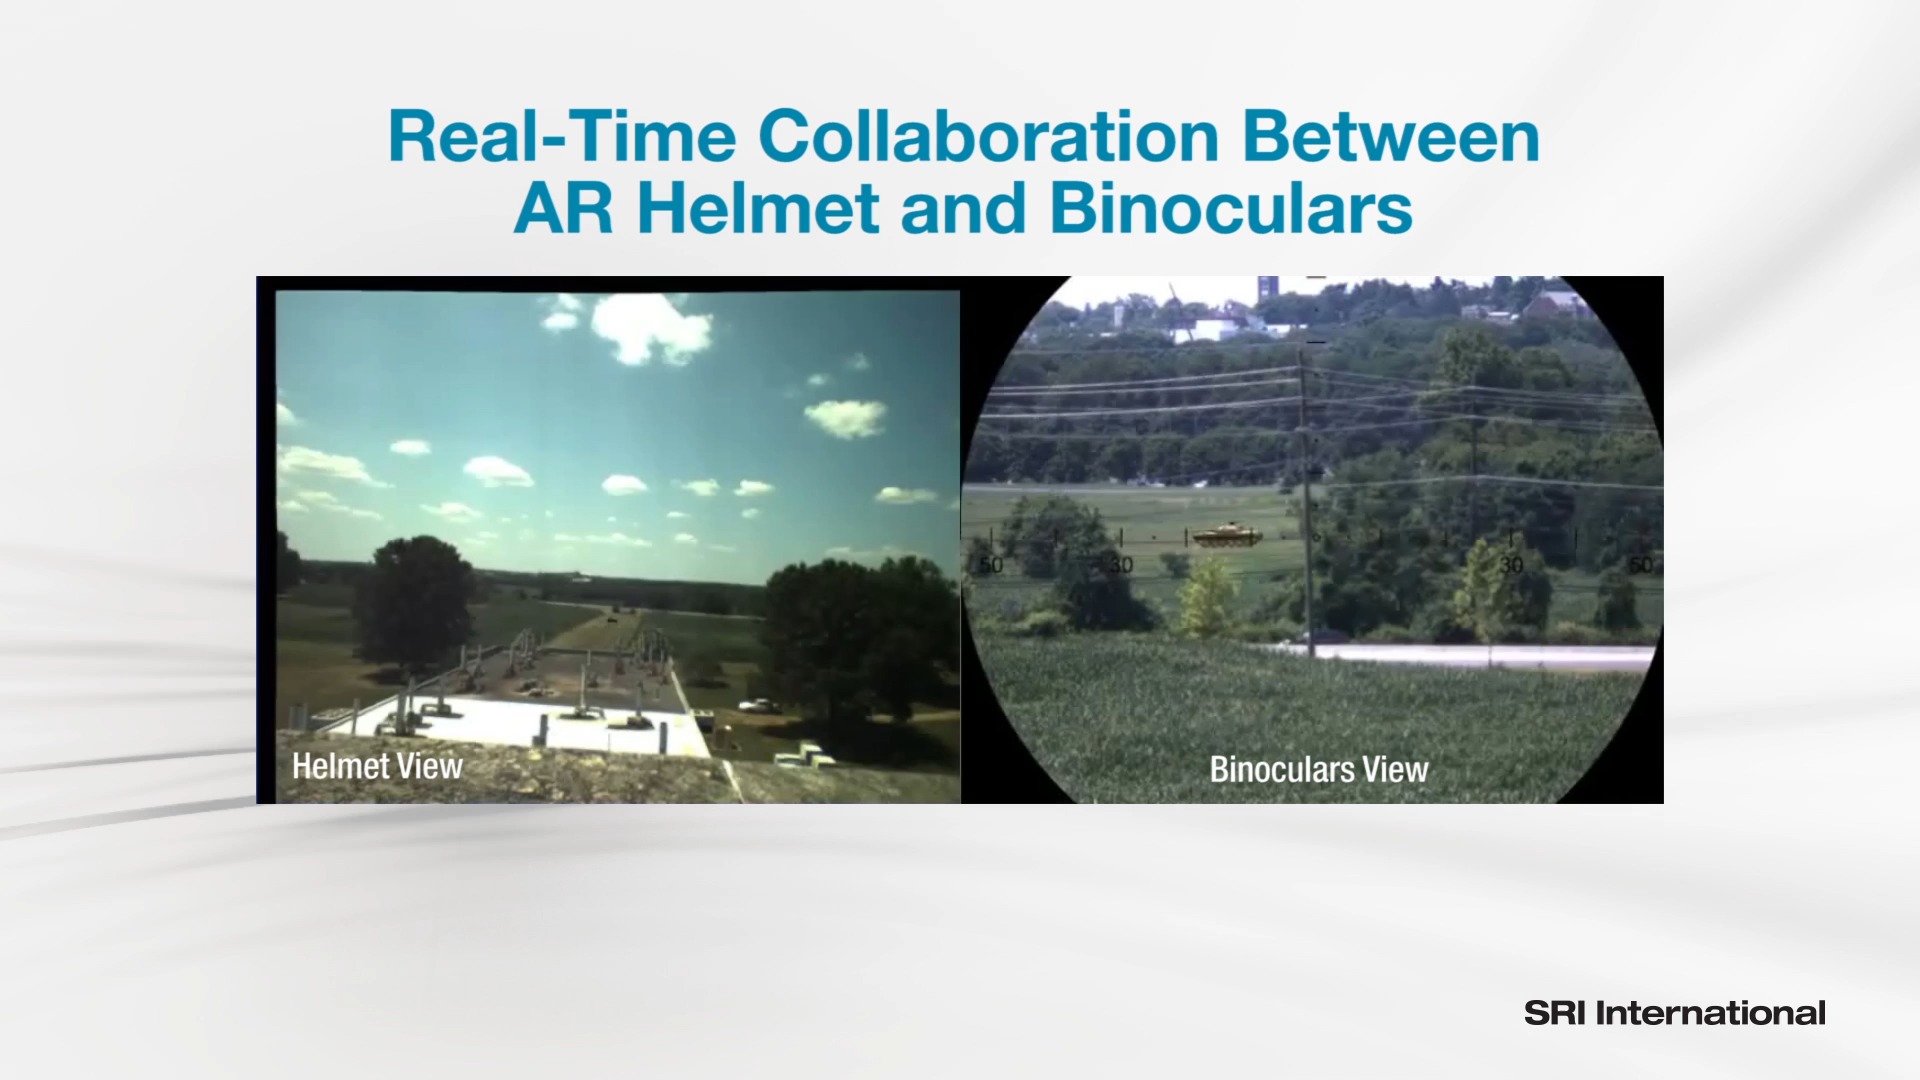 Real-Time Collaboration Between
AR Helmet and Binoculars
50
30
30
50
Helmet View
Binoculars View
SRI International